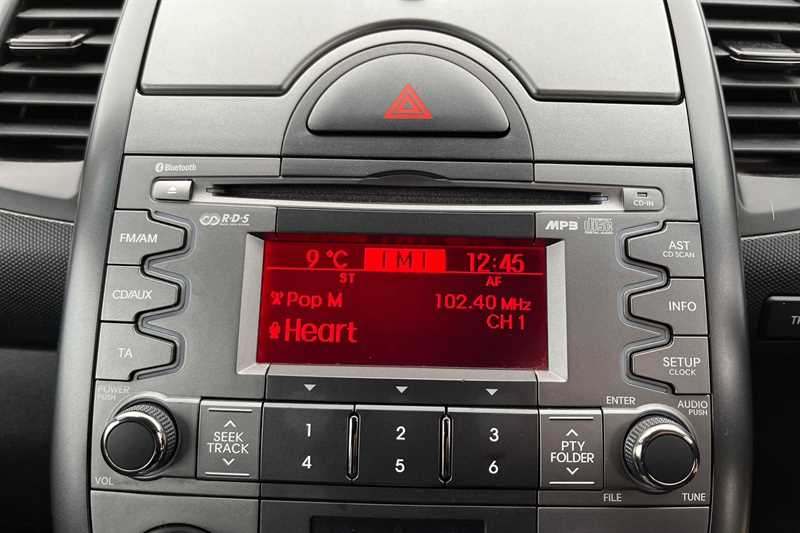 Bluetooth
CD-IN
R·D·S
MP3
FM/AM
AST
CD SCAN
9 °C
12:45
ST
AF
Pop M
102.40 MHz
CD/AUX
INFO
Heart
CH 1
TA
SETUP
CLOCK
POWER
PUSH
ENTER
AUDIO
PUSH
SEEK
TRACK
1 2 3
4 5 6
PTY
FOLDER
VOL
FILE
TUNE